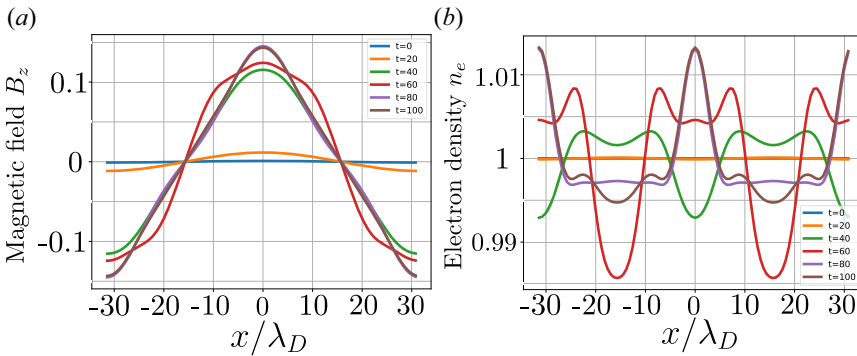 (a)
Magnetic field B_z
0.1
0
-0.1
-30 -20 -10 0 10 20 30
x/λ_D
t=0
t=20
t=40
t=60
t=80
t=100
(b)
Electron density n_e
1.01
1
0.99
-30 -20 -10 0 10 20 30
x/λ_D
t=0
t=20
t=40
t=60
t=80
t=100